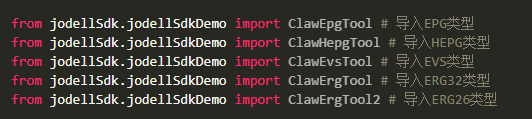 from jodellSdk.jodellSdkDemo import ClawEpgTool # 导入EPG类型
from jodellSdk.jodellSdkDemo import ClawHepgTool # 导入HEPG类型
from jodellSdk.jodellSdkDemo import ClawEvsTool # 导入EVS类型
from jodellSdk.jodellSdkDemo import ClawErgTool # 导入ERG32类型
from jodellSdk.jodellSdkDemo import ClawErgTool2 # 导入ERG26类型